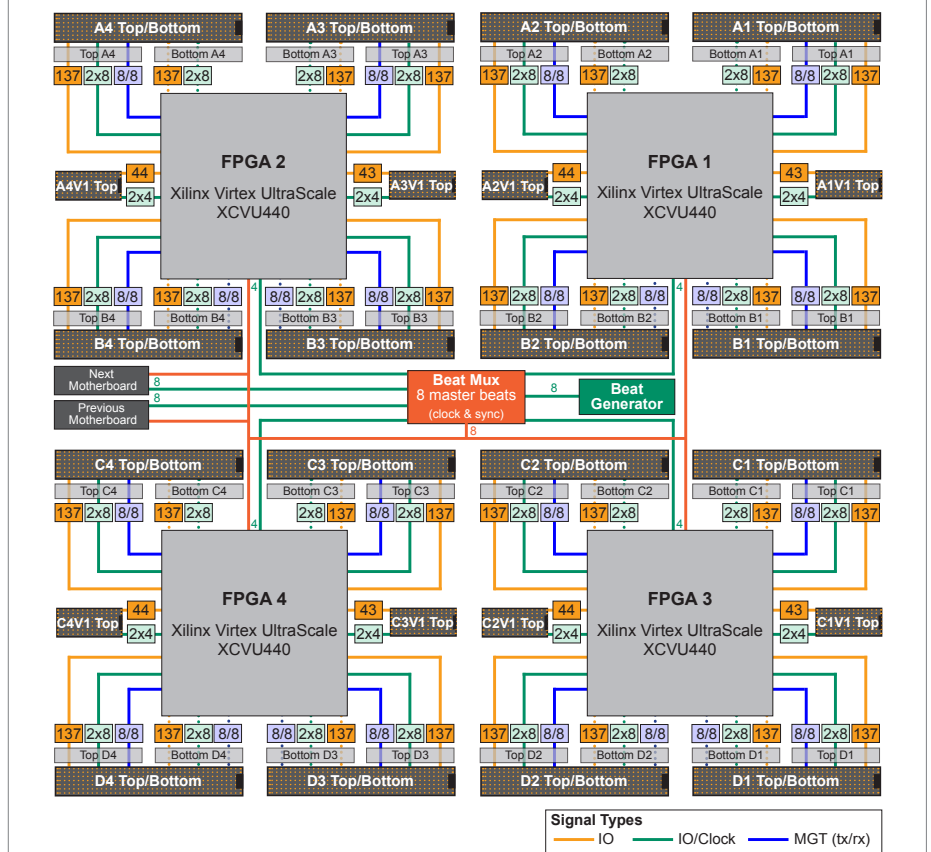 A4 Top/Bottom A3 Top/Bottom A2 Top/Bottom A1 Top/Bottom
Top A4 Bottom A4 Bottom A3 Top A3 Top A2 Bottom A2 Bottom A1 Top A1
137 2x8 8/8 137 2x8 2x8 137 8/8 2x8 137 137 2x8 8/8 137 2x8 2x8 137 8/8 2x8 137
FPGA 2 FPGA 1
Xilinx Virtex UltraScale Xilinx Virtex UltraScale
XCVU440 XCVU440
44 43 44 43
A4V1 Top A3V1 Top A2V1 Top A1V1 Top
2x4 2x4 2x4 2x4
4 4
137 2x8 8/8 137 2x8 8/8 8/8 2x8 137 8/8 2x8 137 137 2x8 8/8 137 2x8 8/8 8/8 2x8 137 8/8 2x8 137
Top B4 Bottom B4 Bottom B3 Top B3 Top B2 Bottom B2 Bottom B1 Top B1
B4 Top/Bottom B3 Top/Bottom B2 Top/Bottom B1 Top/Bottom
Next
Motherboard
8
8
Previous
Motherboard
Beat Mux
8 master beats
(clock & sync)
8
Beat
Generator
8
C4 Top/Bottom C3 Top/Bottom C2 Top/Bottom C1 Top/Bottom
Top C4 Bottom C4 Bottom C3 Top C3 Top C2 Bottom C2 Bottom C1 Top C1
137 2x8 8/8 137 2x8 2x8 137 8/8 2x8 137 137 2x8 8/8 137 2x8 2x8 137 8/8 2x8 137
4 4
FPGA 4 FPGA 3
Xilinx Virtex UltraScale Xilinx Virtex UltraScale
XCVU440 XCVU440
44 43 44 43
C4V1 Top C3V1 Top C2V1 Top C1V1 Top
2x4 2x4 2x4 2x4
137 2x8 8/8 137 2x8 8/8 8/8 2x8 137 8/8 2x8 137 137 2x8 8/8 137 2x8 8/8 8/8 2x8 137 8/8 2x8 137
Top D4 Bottom D4 Bottom D3 Top D3 Top D2 Bottom D2 Bottom D1 Top D1
D4 Top/Bottom D3 Top/Bottom D2 Top/Bottom D1 Top/Bottom
Signal Types
IO IO/Clock MGT (tx/rx)